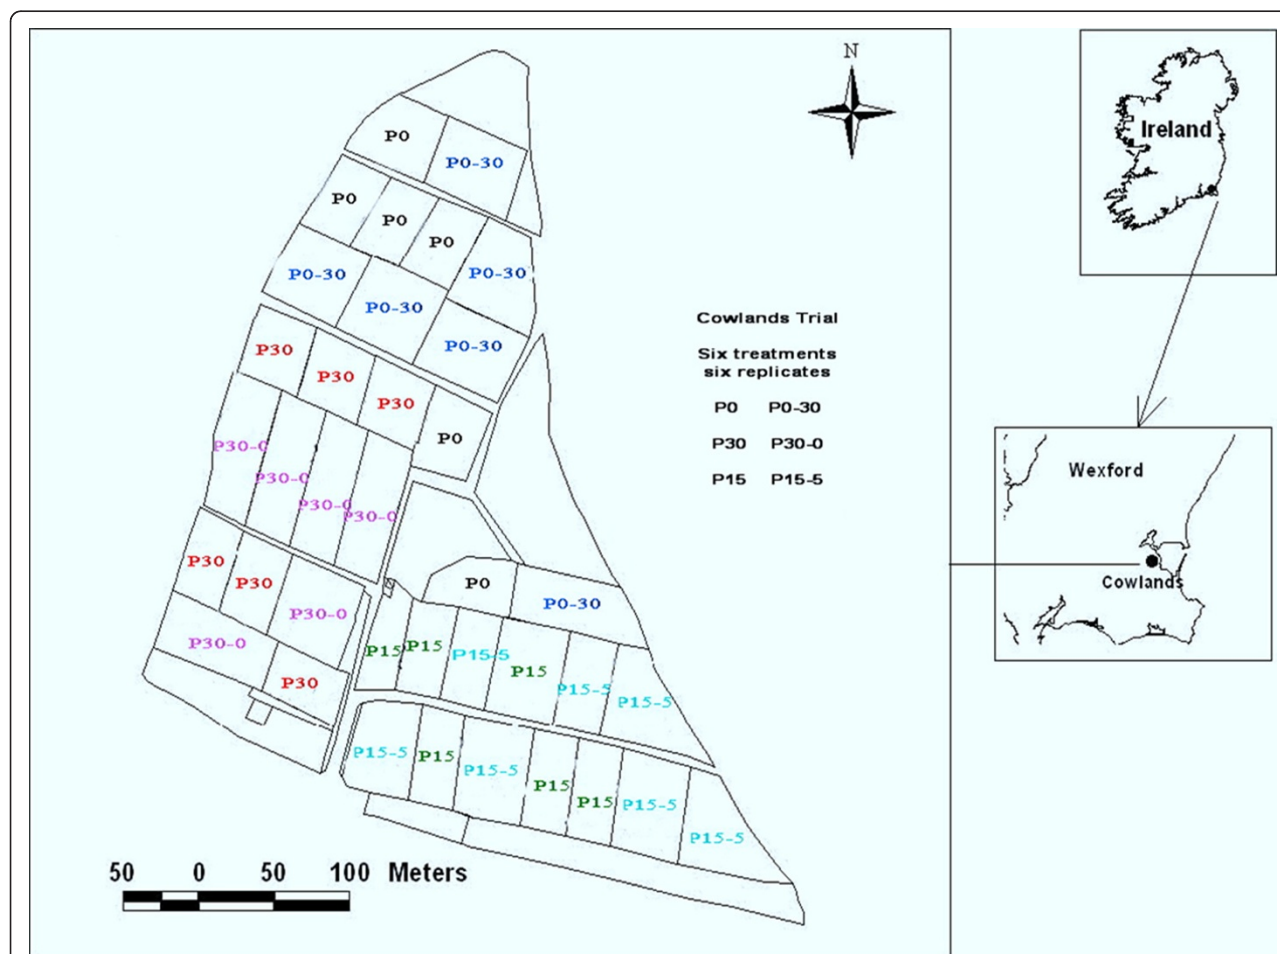 N
P0
P0-30
P0
P0
P0
P0-30
P0-30
P0-30
P0-30
P30
P30
P30
P0
P30-0
P30-0
P30-0
P30-0
P30
P30
P30-0
P30-0
P30
P0
P0-30
P15
P15
P15-5
P15
P15-5
P15-5
P15-5
P15
P15-5
P15
P15
P15-5
P15-5
50 0 50 100 Meters
Cowlands Trial
Six treatments
six replicates
P0 P0-30
P30 P30-0
P15 P15-5
Ireland
Wexford
Cowlands